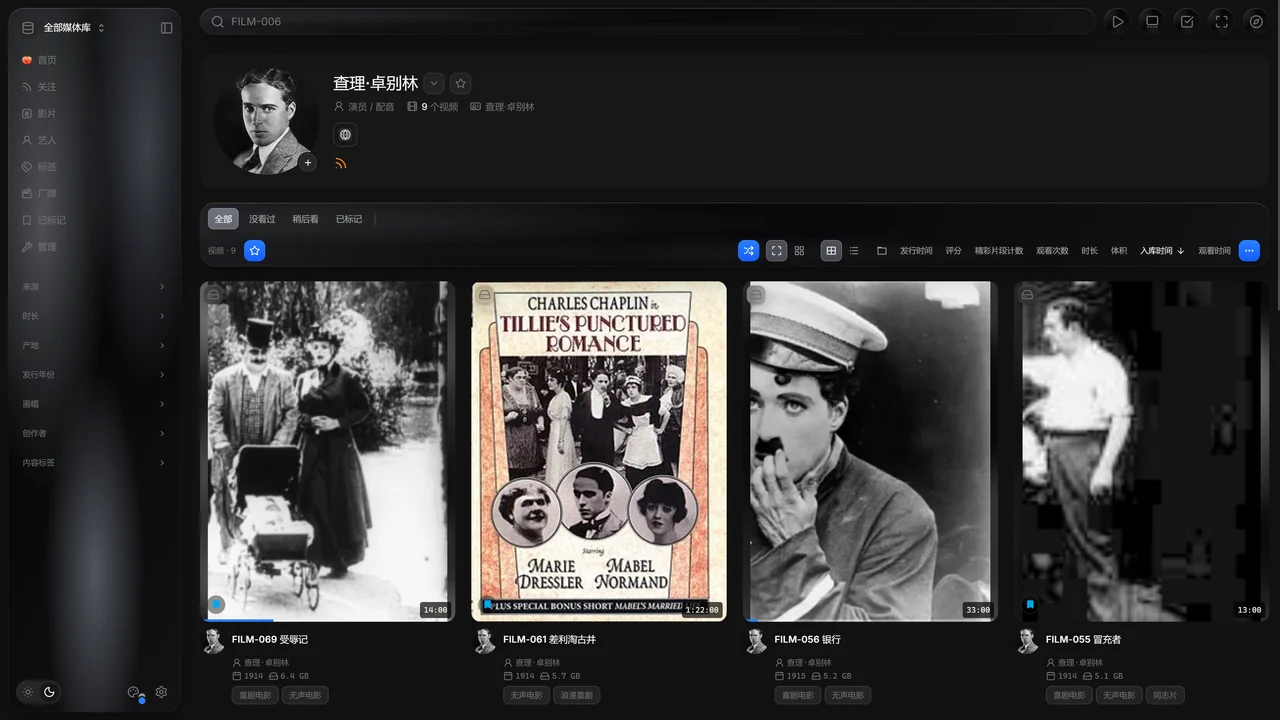 全部媒体库
FILM-006
首页
关注
影片
艺人
标签
厂牌
已标记
管理
来源
时长
产地
发行年份
画幅
创作者
内容标签
查理·卓别林
演员 / 配音 9 个视频 查理·卓别林
全部 没看过 稍后看 已标记
视频 · 9
发行时间 评分 精彩片段计数 观看次数 时长 体积 入库时间 ↓ 观看时间
14:00
CHARLES CHAPLIN in
TILLIE'S PUNCTURED
ROMANCE
Starring
MARIE MABEL
DRESSLER NORMAND
PLUS SPECIAL BONUS SHORT MABEL'S MARRIED
1:22:00
33:00
13:00
FILM-069 受辱记
查理·卓别林
1914 6.4 GB
喜剧电影 无声电影
FILM-061 差利淘古井
查理·卓别林
1914 5.7 GB
无声电影 浪漫喜劇
FILM-056 银行
查理·卓别林
1915 5.2 GB
喜剧电影 无声电影
FILM-055 冒充者
查理·卓别林
1914 5.1 GB
喜剧电影 无声电影 同志片